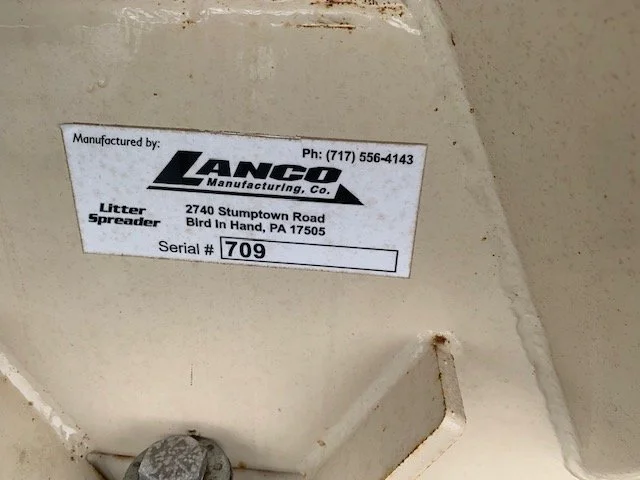 Manufactured by:
Ph: (717) 556-4143
LANCO
Manufacturing, Co.
Litter
Spreader
2740 Stumptown Road
Bird In Hand, PA 17505
Serial # 709